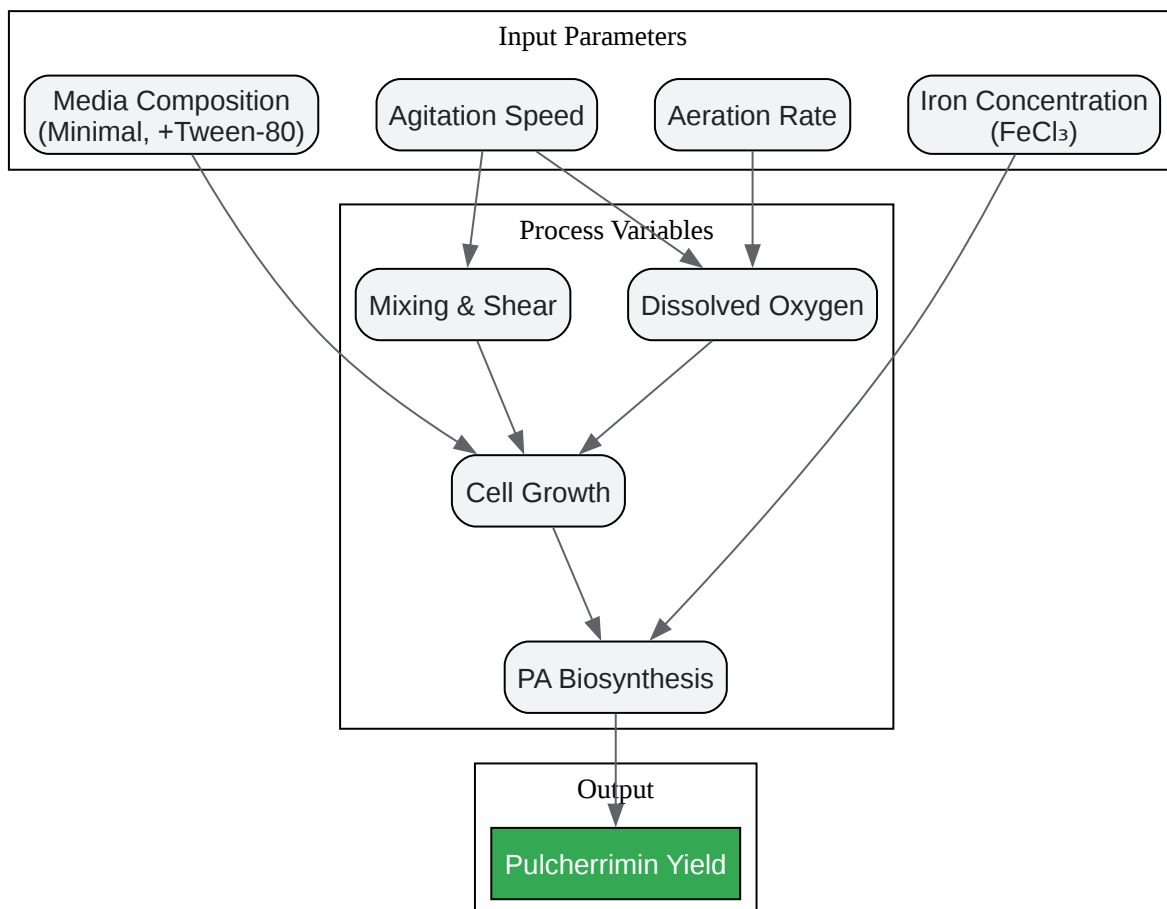 Input Parameters
Media Composition
(Minimal, +Tween-80)
Agitation Speed
Aeration Rate
Iron Concentration
(FeCl₃)
Process Variables
Mixing & Shear
Dissolved Oxygen
Cell Growth
PA Biosynthesis
Output
Pulcherrimin Yield